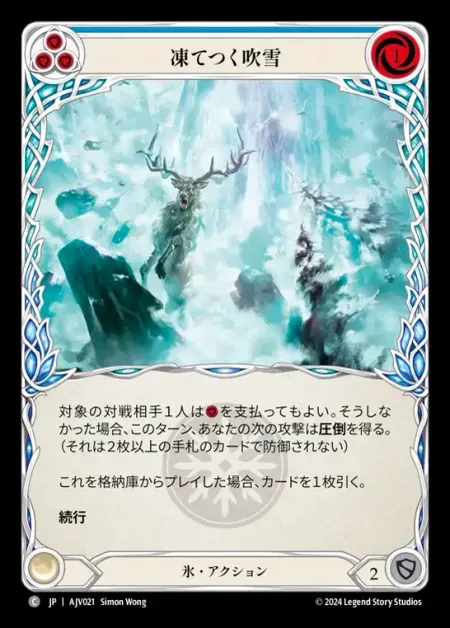 凍てつく吹雪
1
対象の対戦相手１人は を支払ってもよい。そうしな
かった場合、このターン、あなたの次の攻撃は圧倒を得る。
（それは２枚以上の手札のカードで防御されない）
これを格納庫からプレイした場合、カードを１枚引く。
続行
氷・アクション
2
C JP | AJV021 Simon Wong
© 2024 Legend Story Studios